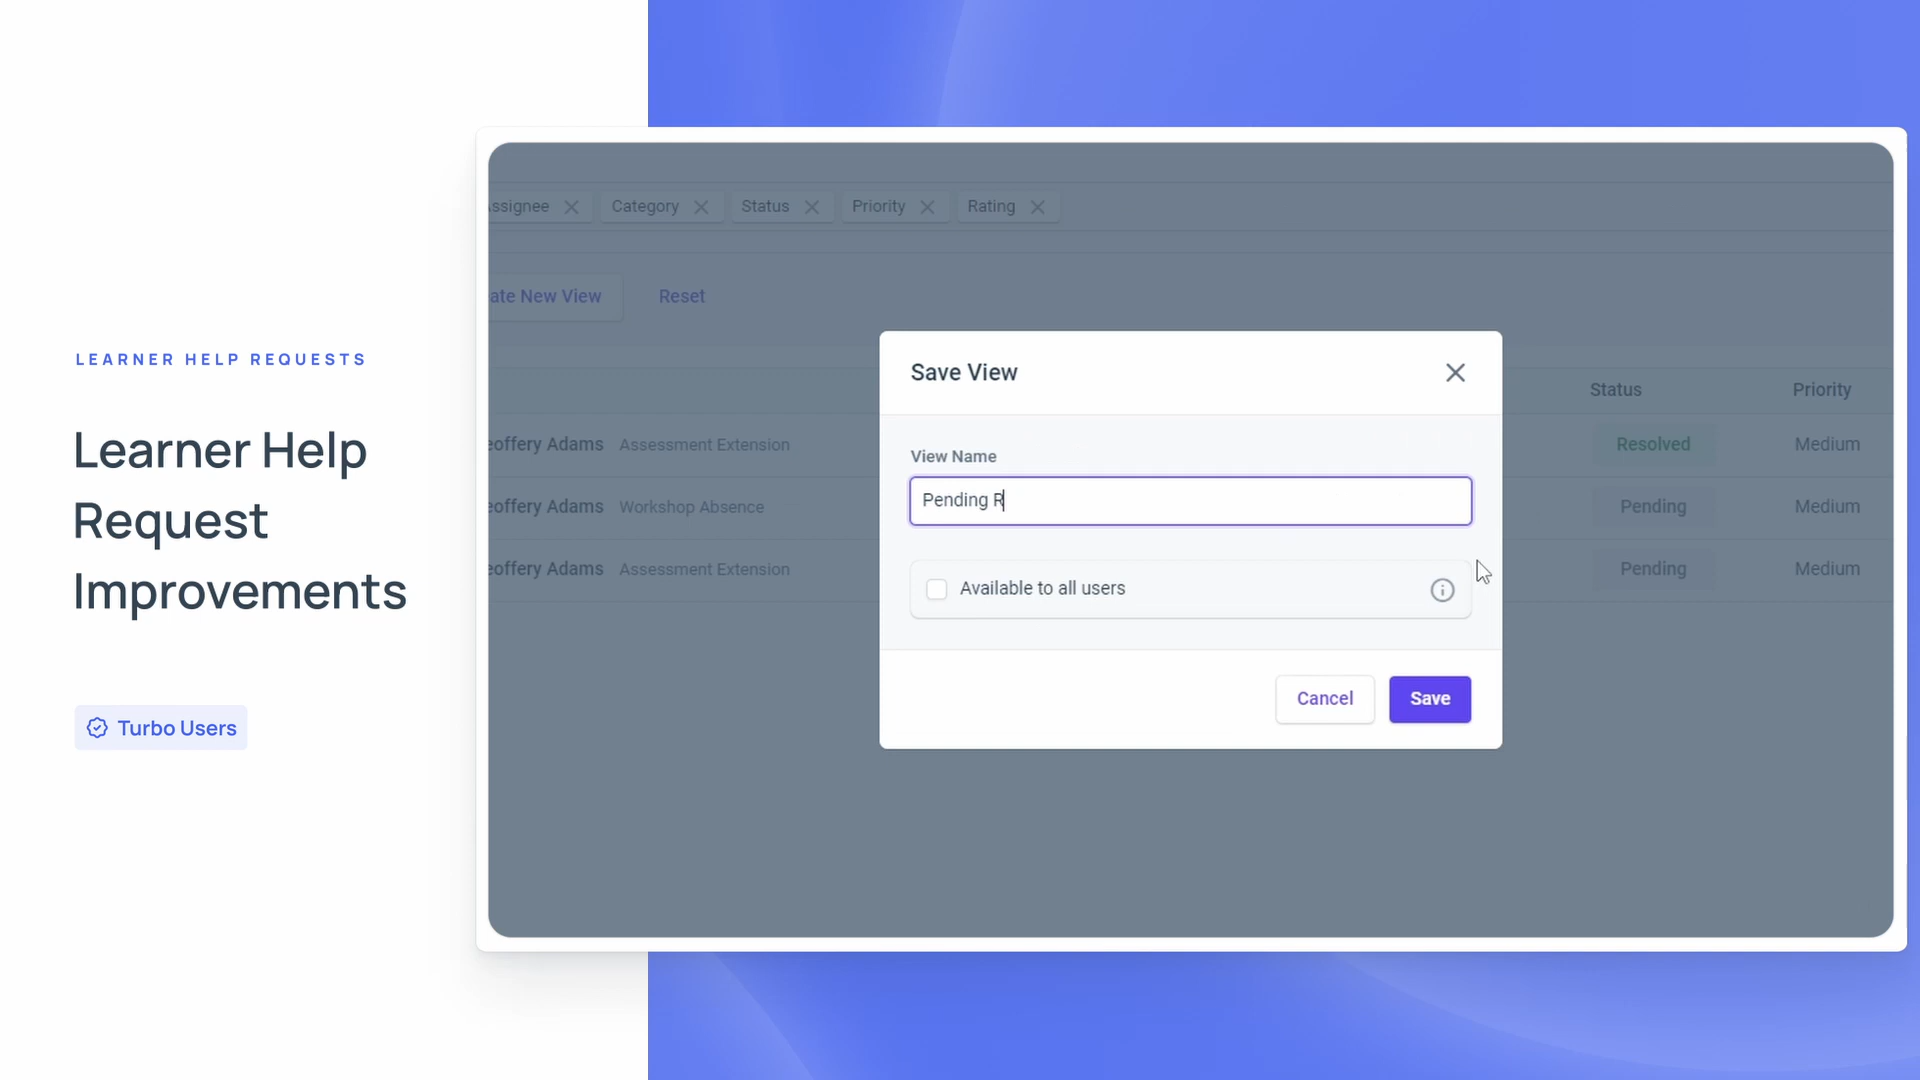 LEARNER HELP REQUESTS
Learner Help
Request
Improvements
Turbo Users
ssignee
Category
Status
Priority
Rating
ate New View
Reset
Status
Priority
eoffery Adams Assessment Extension Resolved Medium
eoffery Adams Workshop Absence Pending Medium
eoffery Adams Assessment Extension Pending Medium
Save View
View Name
Pending R
Available to all users
Cancel
Save